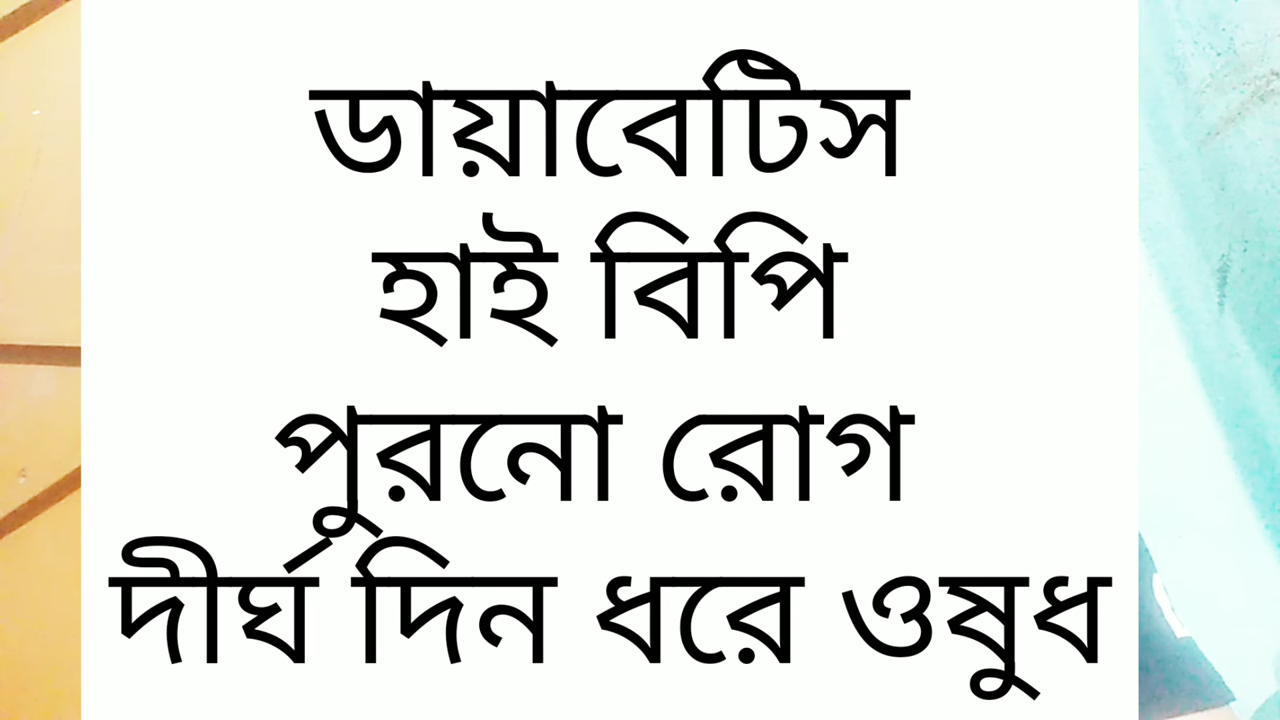 ডায়াবেটিস
হাই বিপি
পুরনো রোগ
দীর্ঘ দিন ধরে ওষুধ